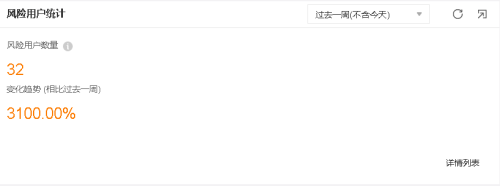 风险用户统计
过去一周(不含今天)
风险用户数量
32
变化趋势 (相比过去一周)
3100.00%
详情列表